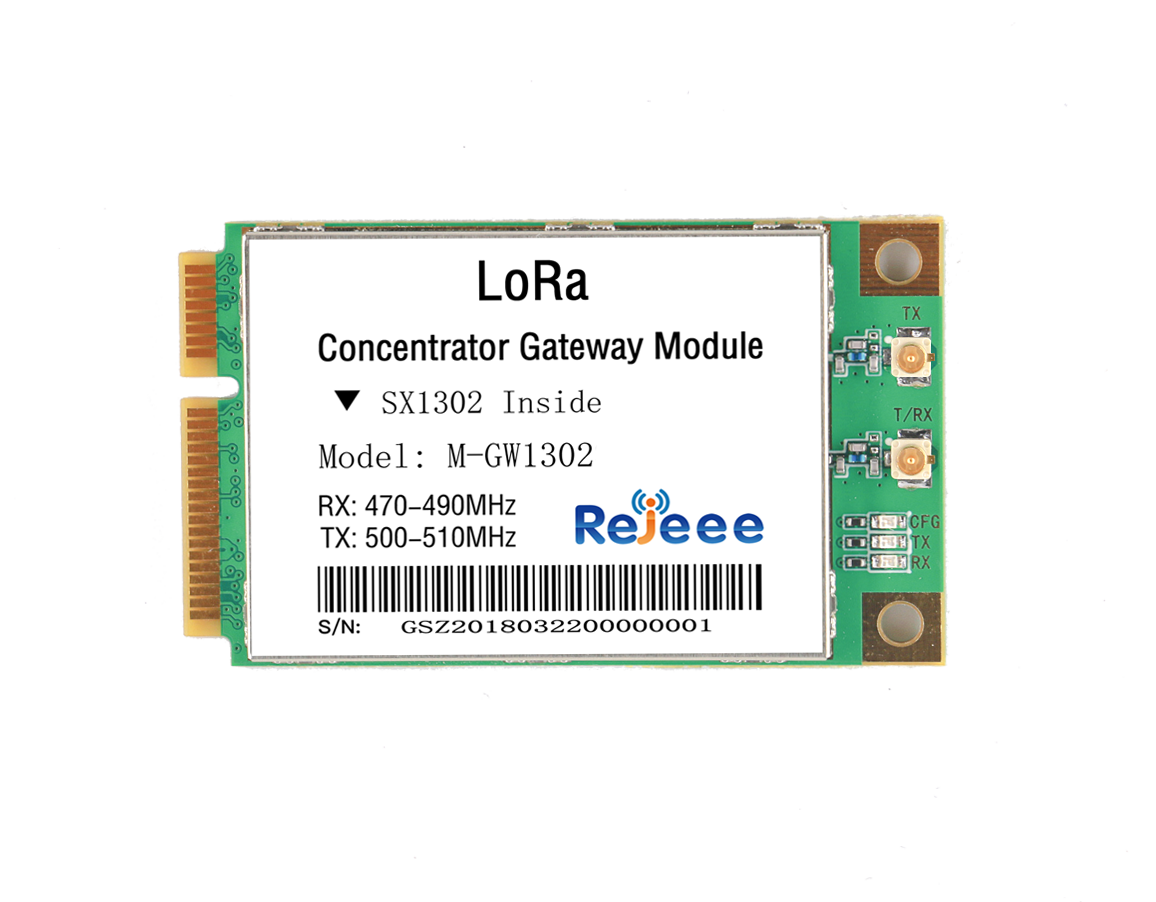 LoRa
Concentrator Gateway Module
▼ SX1302 Inside
Model: M-GW1302
RX: 470-490MHz
TX: 500-510MHz
Rejeee
S/N: GSZ2018032200000001
TX
T/RX
CFG
TX
RX